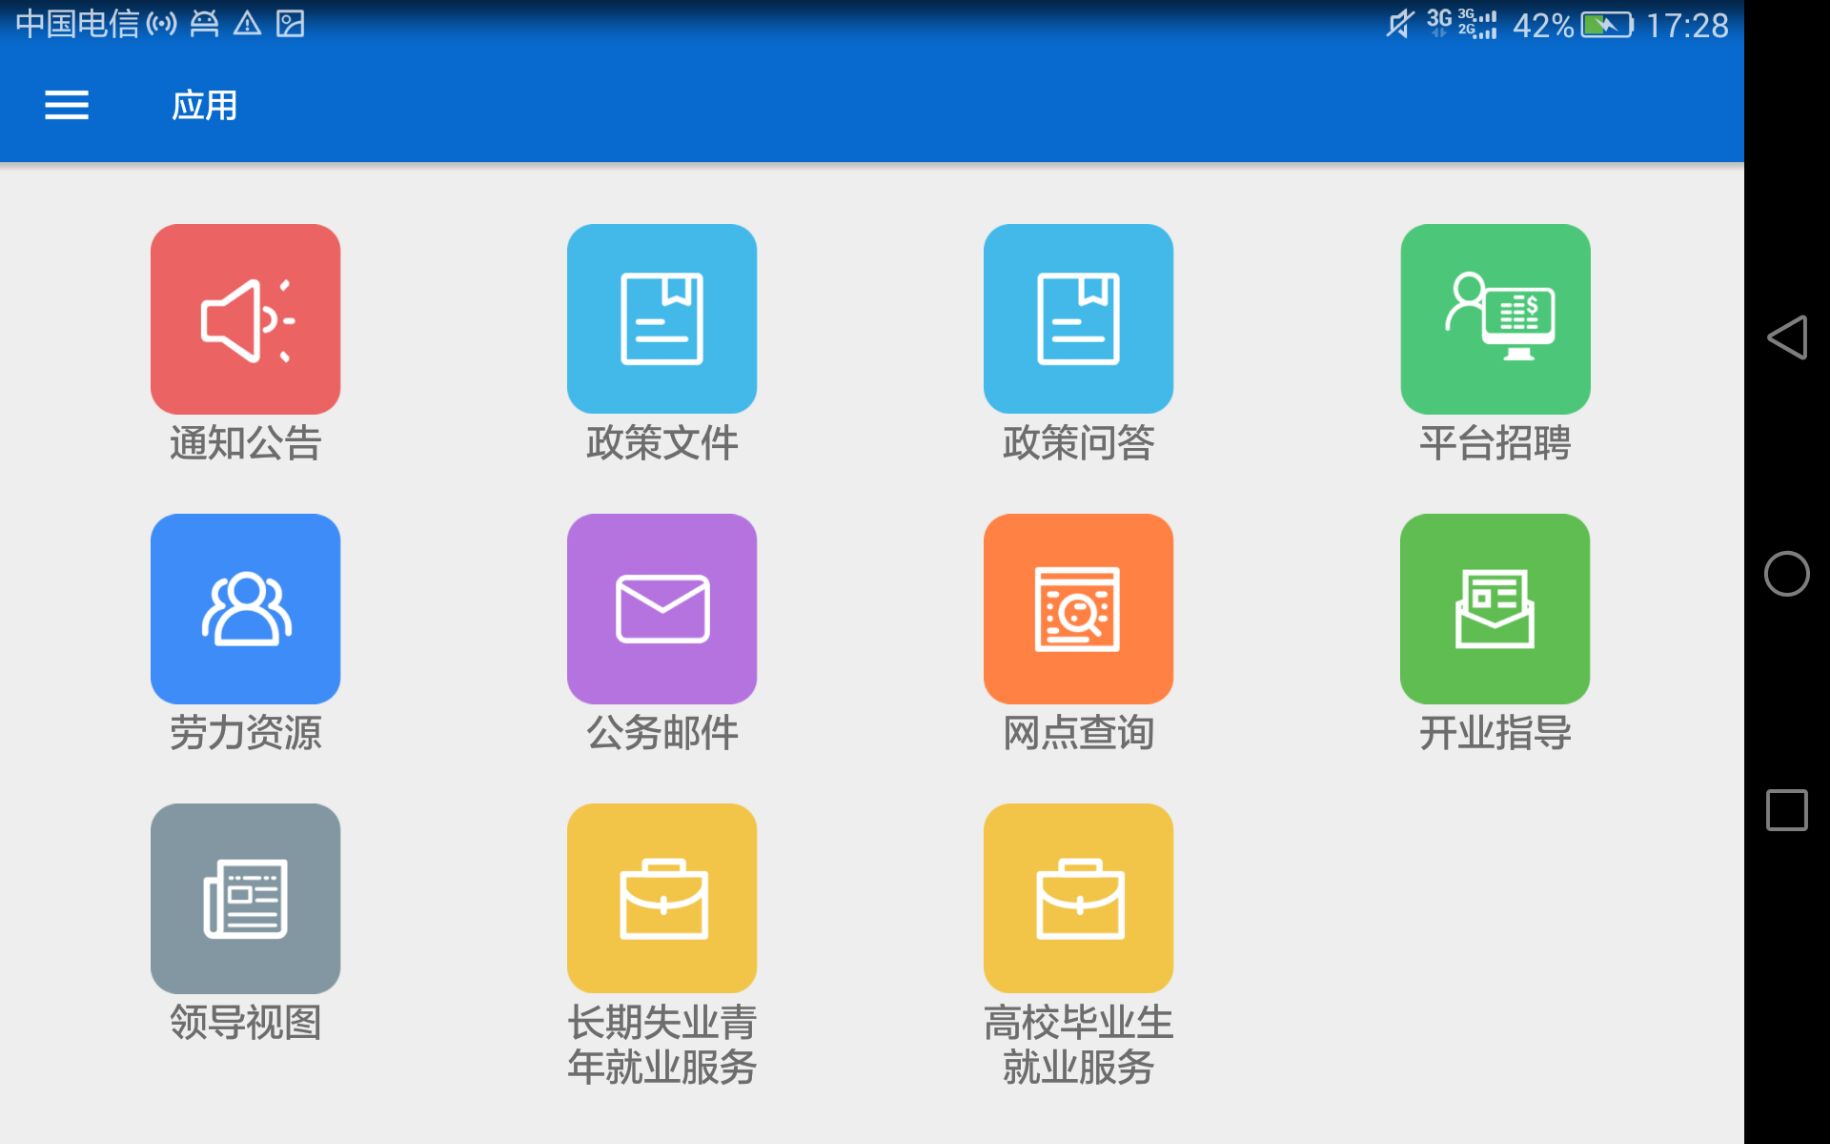 中国电信 3G 3G 2G 42% 17:28
应用
通知公告 政策文件 政策问答 平台招聘
劳力资源 公务邮件 网点查询 开业指导
领导视图 长期失业青 高校毕业生
年就业服务 就业服务